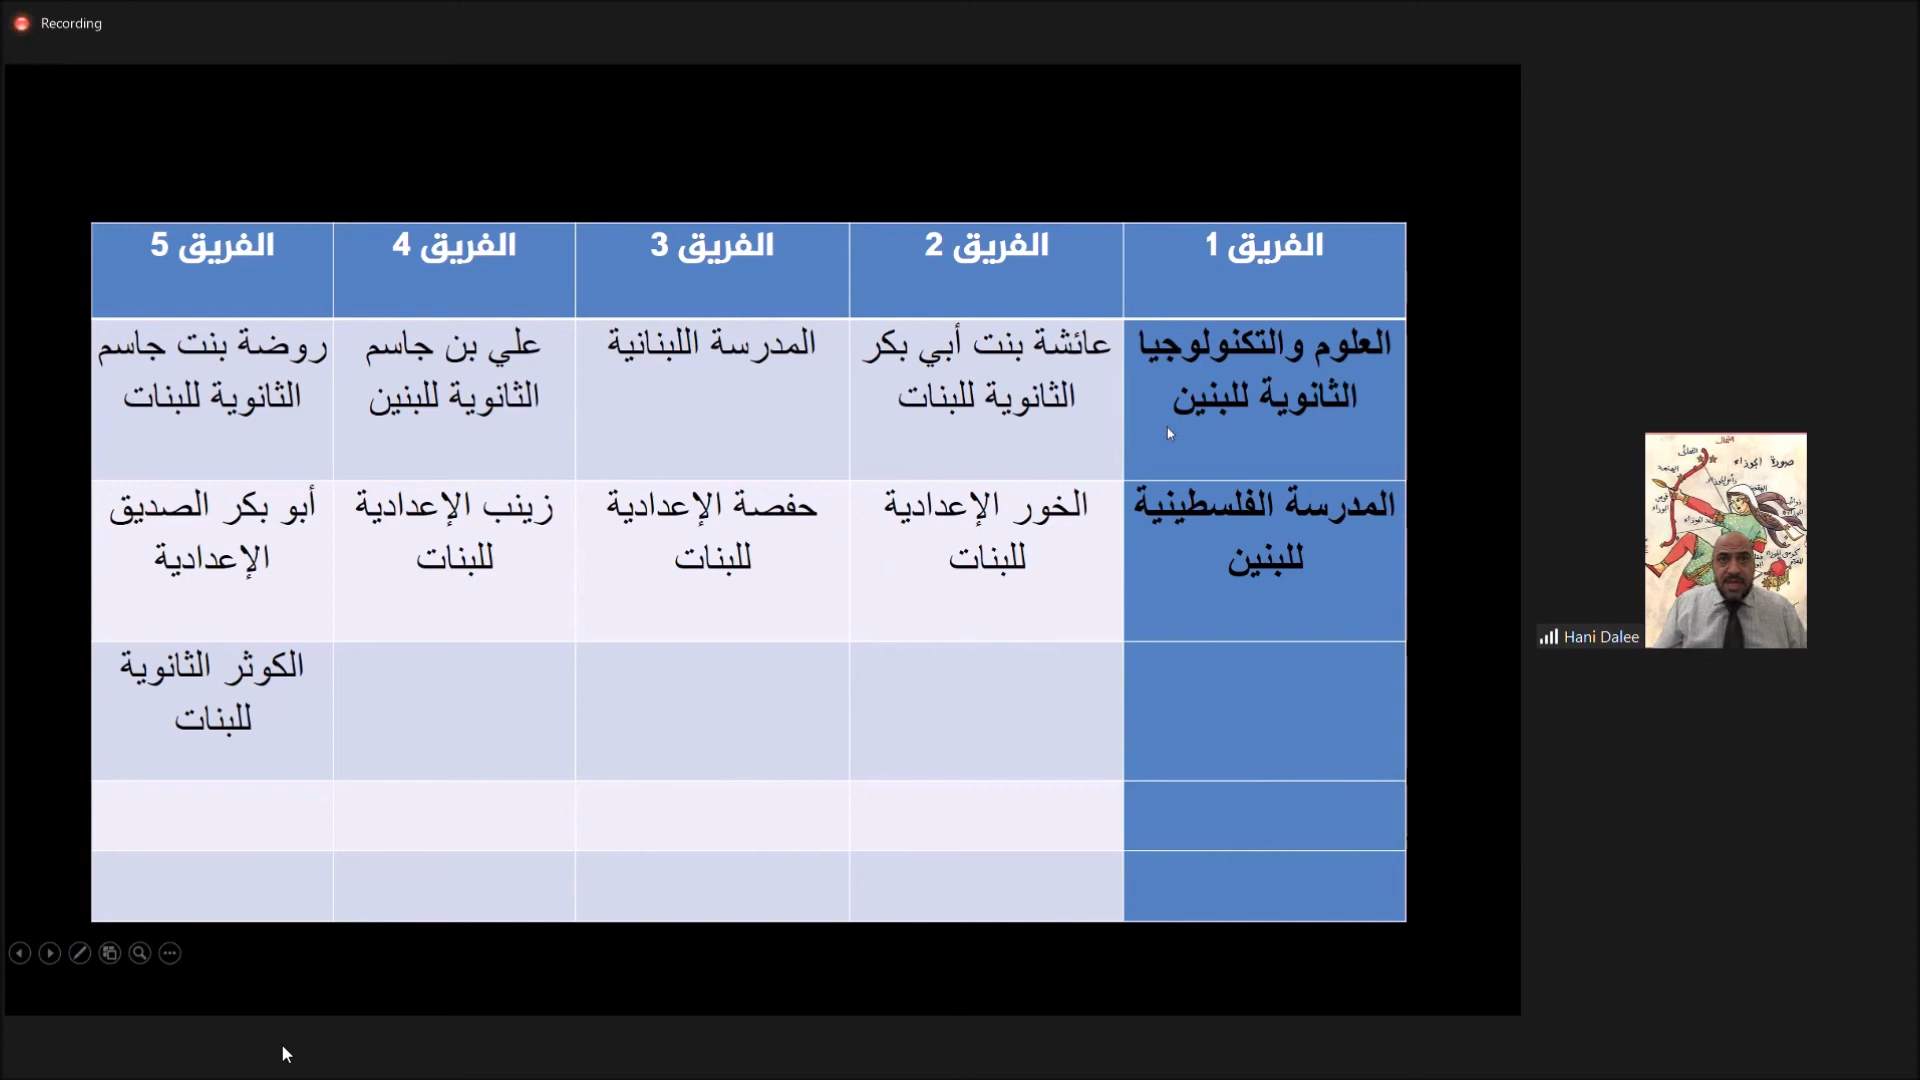 Recording
الفريق 1
الفريق 2
الفريق 3
الفريق 4
الفريق 5
العلوم والتكنولوجيا
الثانوية للبنين
عائشة بنت أبي بكر
الثانوية للبنات
المدرسة اللبنانية
علي بن جاسم
الثانوية للبنين
روضة بنت جاسم
الثانوية للبنات
المدرسة الفلسطينية
للبنين
الخور الإعدادية
للبنات
حفصة الإعدادية
للبنات
زينب الإعدادية
للبنات
أبو بكر الصديق
الإعدادية
الكوثر الثانوية
للبنات
صورة الجوزاء
Hani Dalee